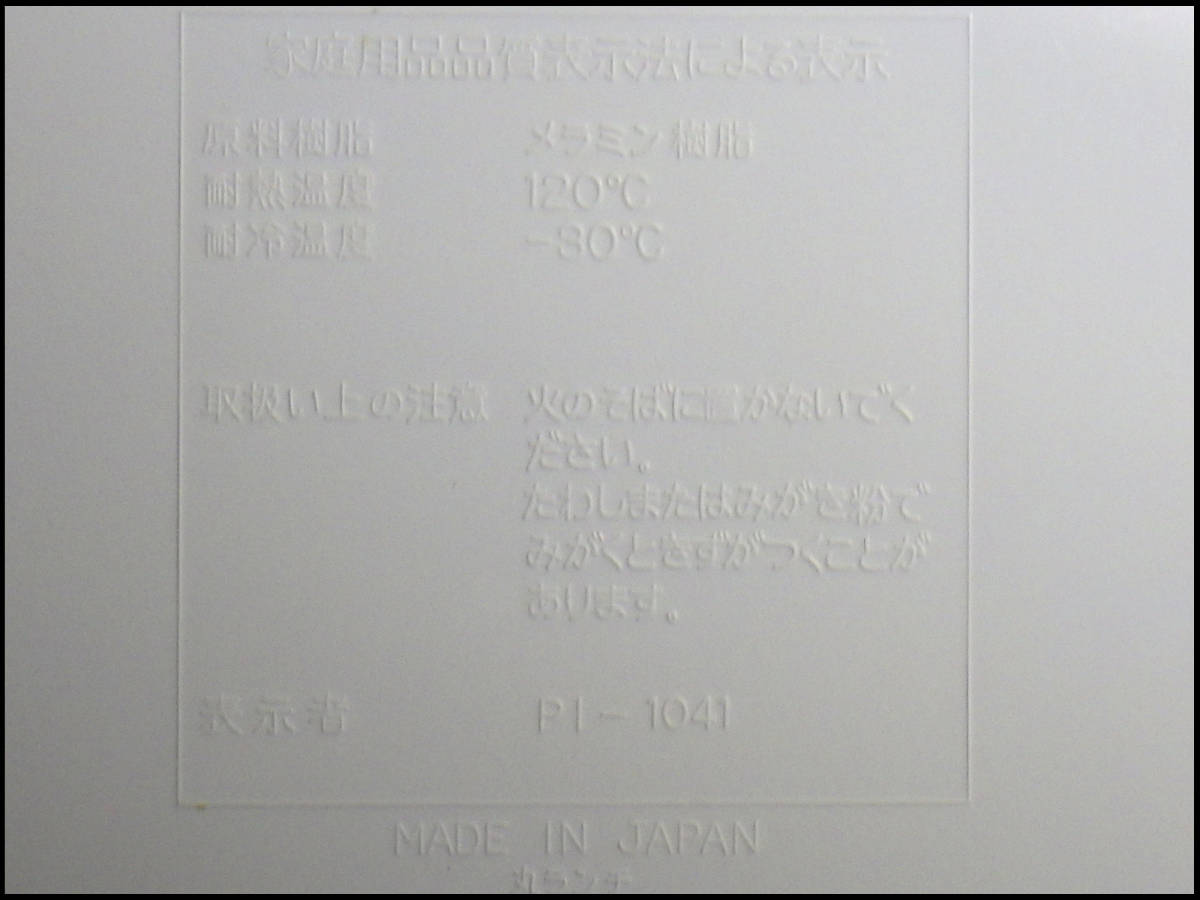 家庭用品品質表示法による表示
原料樹脂 メラミン樹脂
耐熱温度 120℃
耐冷温度 -30℃
取扱い上の注意 火のそばに置かないでく
ださい。
たわしまたはみがき粉で
みがくときずがつくことが
あります。
表示者 PI-1041
MADE IN JAPAN
丸ランチ